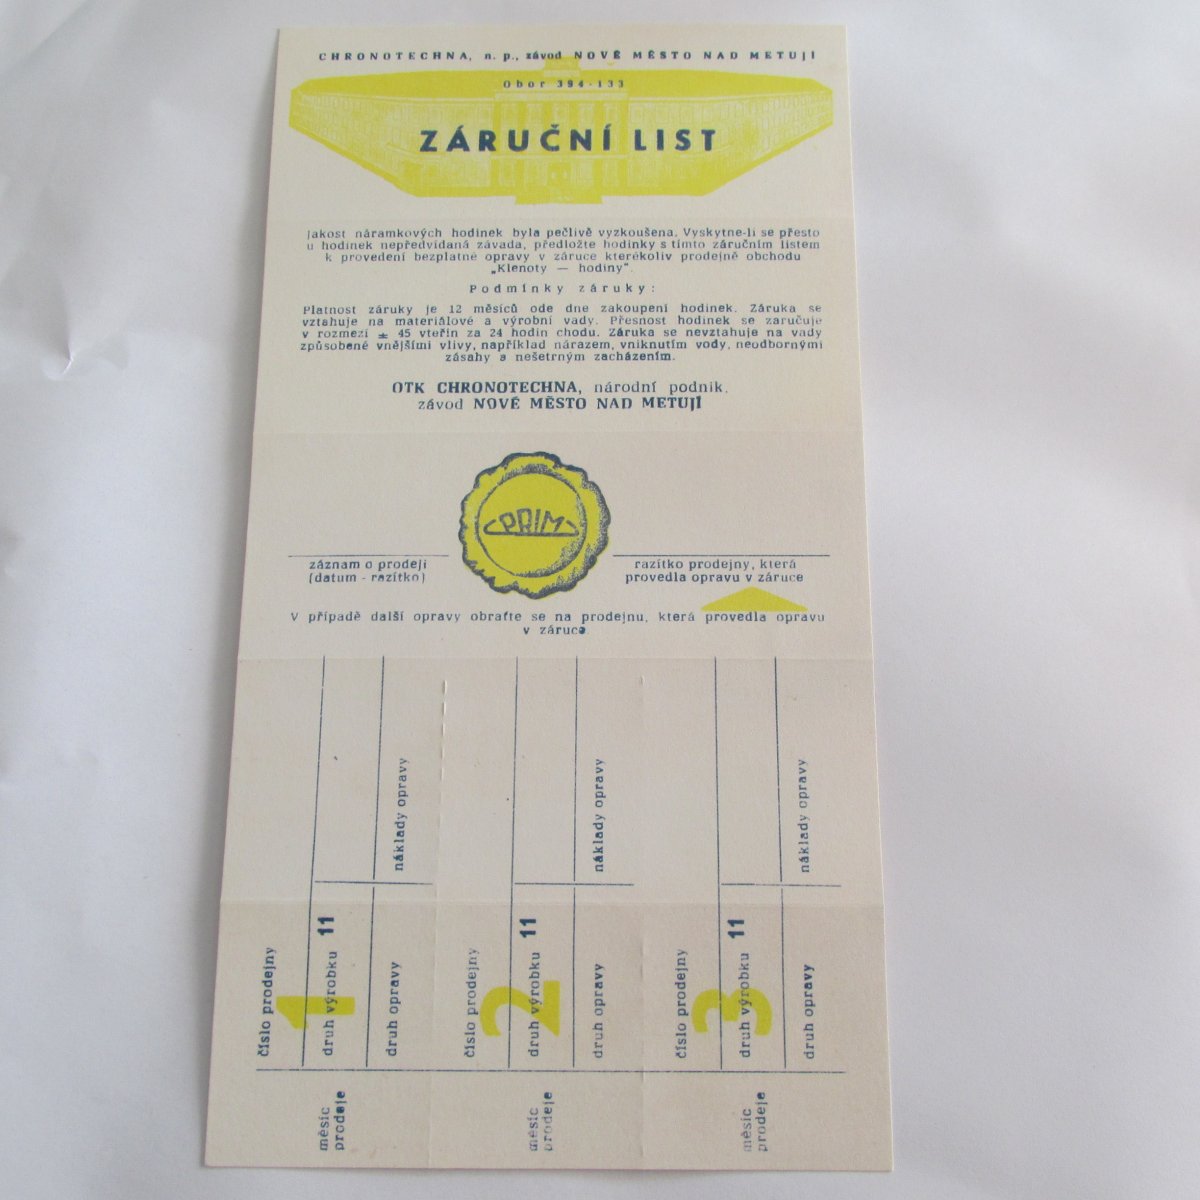 CHRONOTECHNA, n. p., závod NOVÉ MĚSTO NAD METUJÍ
Obor 394-133
ZÁRUČNÍ LIST
Jakost náramkových hodinek byla pečlivě vyzkoušena. Vyskytne-li se přesto
u hodinek nepředvídaná závada, předložte hodinky s tímto záručním listem
k provedení bezplatné opravy v záruce kterékoliv prodejně obchodu
„Klenoty — hodiny".
Podmínky záruky:
Platnost záruky je 12 měsíců ode dne zakoupení hodinek. Záruka se
vztahuje na materiálové a výrobní vady. Přesnost hodinek se zaručuje
v rozmezí ± 45 vteřin za 24 hodin chodu. Záruka se nevztahuje na vady
způsobené vnějšími vlivy, například nárazem, vniknutím vody, neodbornými
zásahy a nešetrným zacházením.
OTK CHRONOTECHNA, národní podnik,
závod NOVÉ MĚSTO NAD METUJÍ
PRIM
záznam o prodeji
(datum - razítko)
razítko prodejny, která
provedla opravu v záruce
V případě další opravy obraťte se na prodejnu, která provedla opravu
v záruce
číslo prodejny
1
druh výrobku 11
druh opravy
náklady opravy
měsíc
prodeje
číslo prodejny
2
druh výrobku 11
druh opravy
náklady opravy
měsíc
prodeje
číslo prodejny
3
druh výrobku 11
druh opravy
náklady opravy
měsíc
prodeje